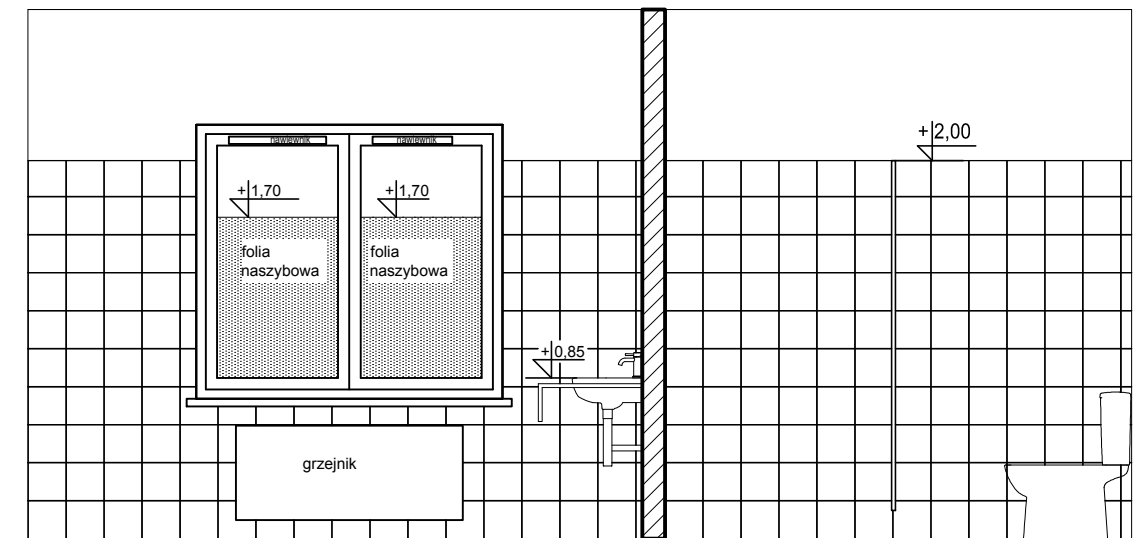 nawiewnik
nawiewnik
+2,00
+1,70
+1,70
folia
naszybowa
folia
naszybowa
+0,85
grzejnik